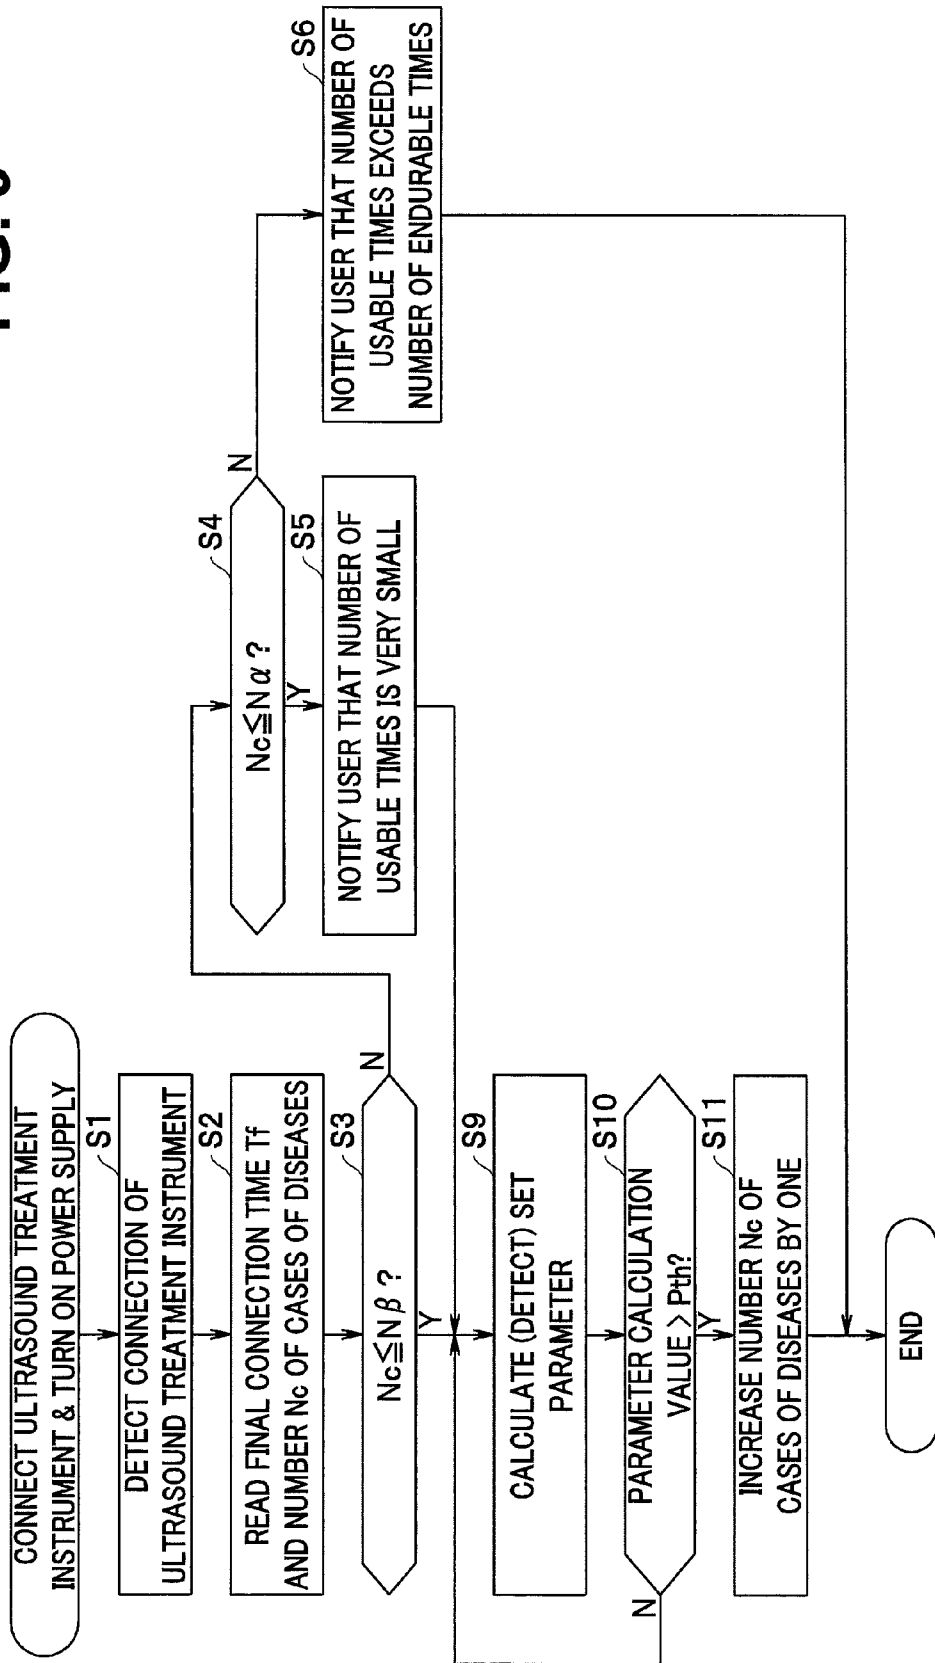 CONNECT ULTRASOUND TREATMENT
INSTRUMENT & TURN ON POWER SUPPLY
S1
DETECT CONNECTION OF
ULTRASOUND TREATMENT INSTRUMENT
S2
READ FINAL CONNECTION TIME Tf
AND NUMBER Nc OF CASES OF DISEASES
S3
Nc≦Nβ?
N
Y
S4
Nc≦Nα?
N
Y
S5
NOTIFY USER THAT NUMBER OF
USABLE TIMES IS VERY SMALL
S6
NOTIFY USER THAT NUMBER OF
USABLE TIMES EXCEEDS
NUMBER OF ENDURABLE TIMES
S9
CALCULATE (DETECT) SET
PARAMETER
S10
PARAMETER CALCULATION
VALUE > Pth?
N
Y
S11
INCREASE NUMBER Nc OF
CASES OF DISEASES BY ONE
END